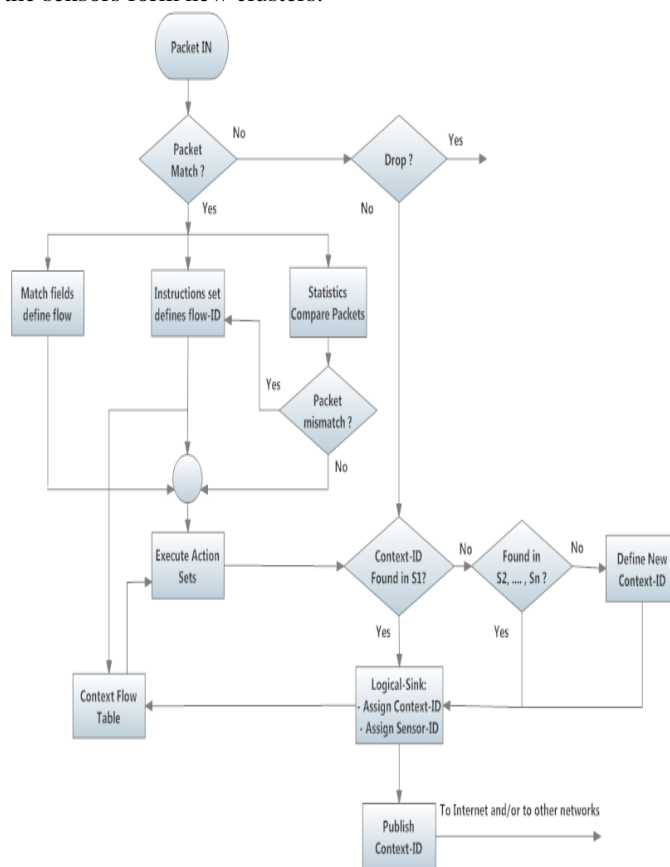 the sensors form new clusters.
Packet IN
Packet
Match ?
No
Drop ?
Yes
Yes
No
Match fields
define flow
Instructions set
defines flow-ID
Statistics
Compare Packets
Yes
Packet
mismatch ?
No
Execute Action
Sets
Context-ID
Found in S1?
No
Found in
S2, .... , Sn ?
No
Define New
Context-ID
Yes
Yes
Context Flow
Table
Logical-Sink:
- Assign Context-ID
- Assign Sensor-ID
Publish
Context-ID
To Internet and/or to other networks